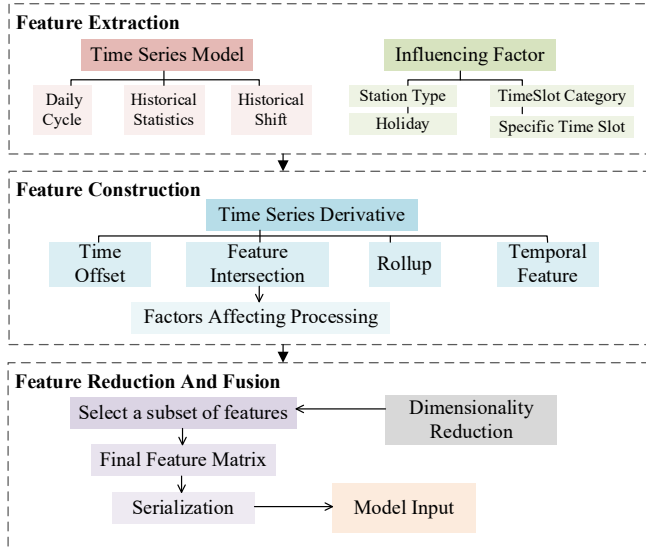 Feature Extraction
Time Series Model
Influencing Factor
Daily
Cycle
Historical
Statistics
Historical
Shift
Station Type
Holiday
TimeSlot Category
Specific Time Slot
Feature Construction
Time Series Derivative
Time
Offset
Feature
Intersection
Rollup
Temporal
Feature
Factors Affecting Processing
Feature Reduction And Fusion
Select a subset of features
Dimensionality
Reduction
Final Feature Matrix
Serialization
Model Input